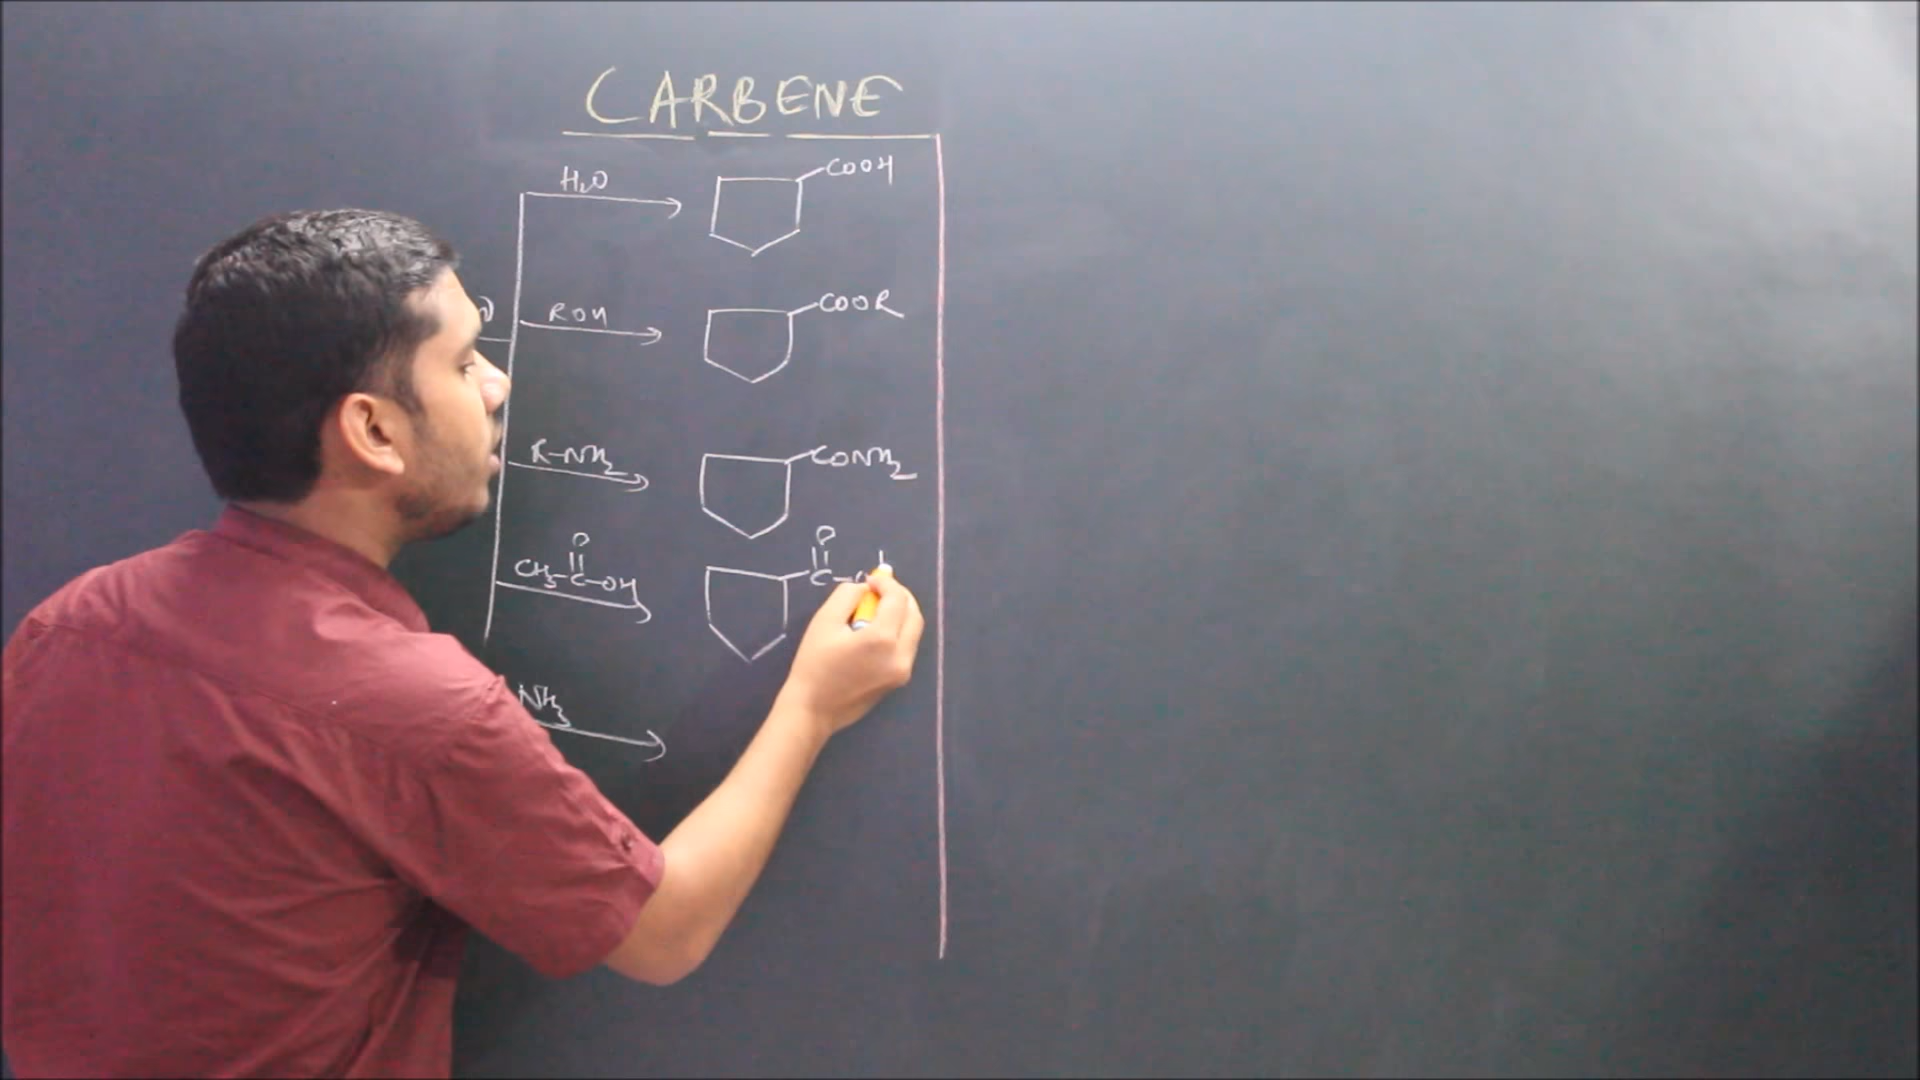 CARBENE
H2O
COOH
ROH
COOR
R-NH2
CONH2
O
CH3-C-OH
O
C-
NH3